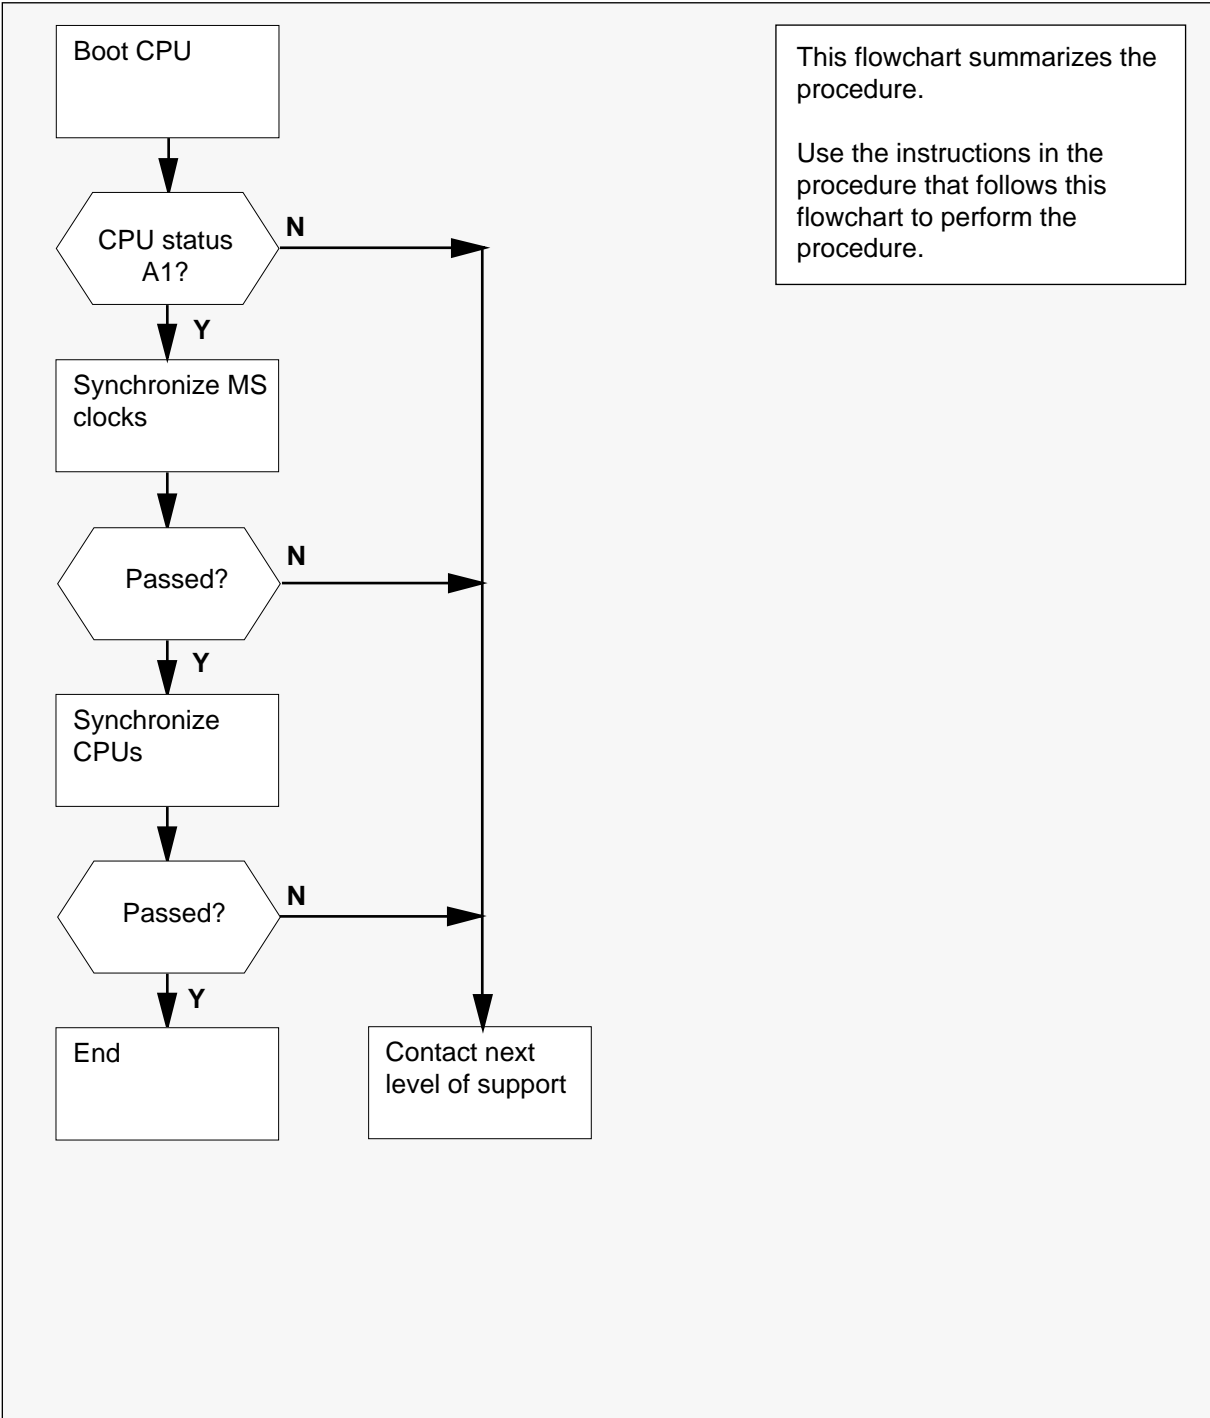 Boot CPU
This flowchart summarizes the
procedure.
Use the instructions in the
procedure that follows this
flowchart to perform the
procedure.
CPU status
A1?
N
Y
Synchronize MS
clocks
Passed?
N
Y
Synchronize
CPUs
Passed?
N
Y
End
Contact next
level of support